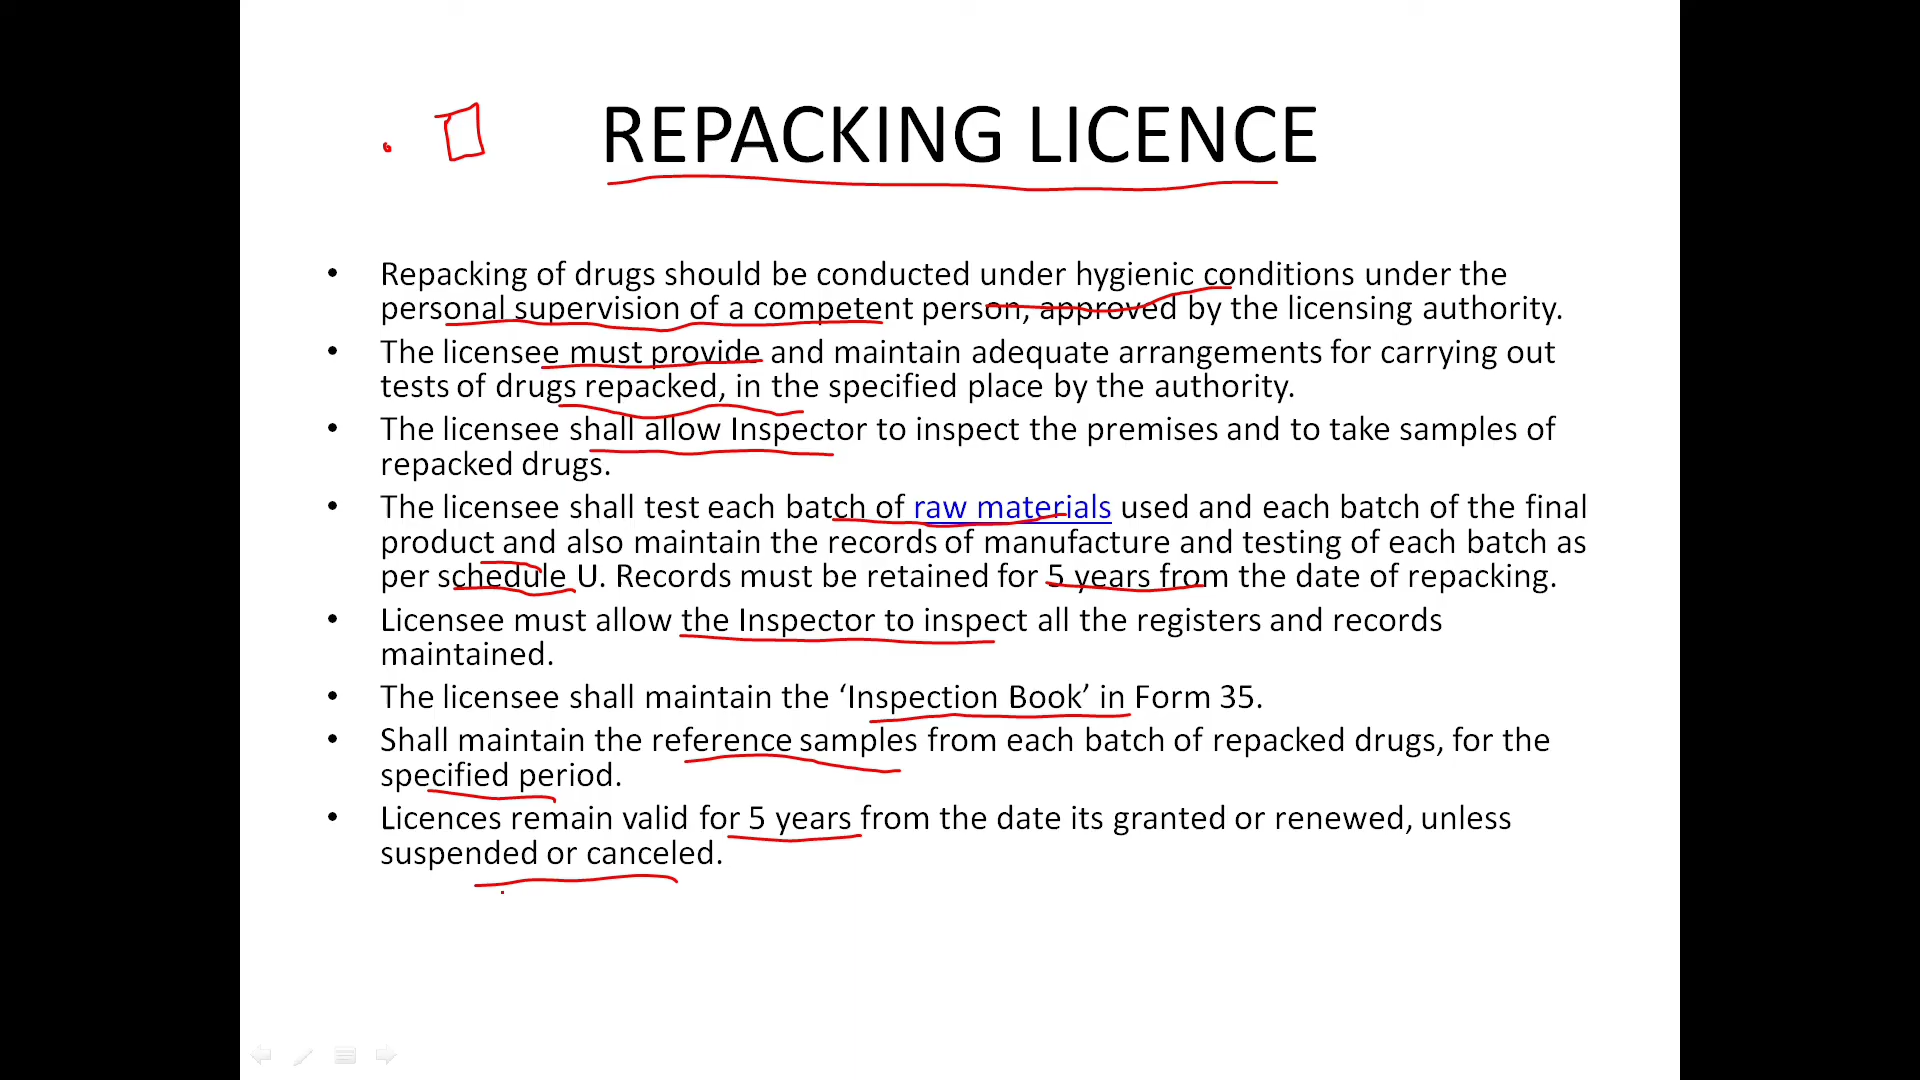 REPACKING LICENCE
• Repacking of drugs should be conducted under hygienic conditions under the
personal supervision of a competent person, approved by the licensing authority.
• The licensee must provide and maintain adequate arrangements for carrying out
tests of drugs repacked, in the specified place by the authority.
• The licensee shall allow Inspector to inspect the premises and to take samples of
repacked drugs.
• The licensee shall test each batch of raw materials used and each batch of the final
product and also maintain the records of manufacture and testing of each batch as
per schedule U. Records must be retained for 5 years from the date of repacking.
• Licensee must allow the Inspector to inspect all the registers and records
maintained.
• The licensee shall maintain the ‘Inspection Book’ in Form 35.
• Shall maintain the reference samples from each batch of repacked drugs, for the
specified period.
• Licences remain valid for 5 years from the date its granted or renewed, unless
suspended or canceled.